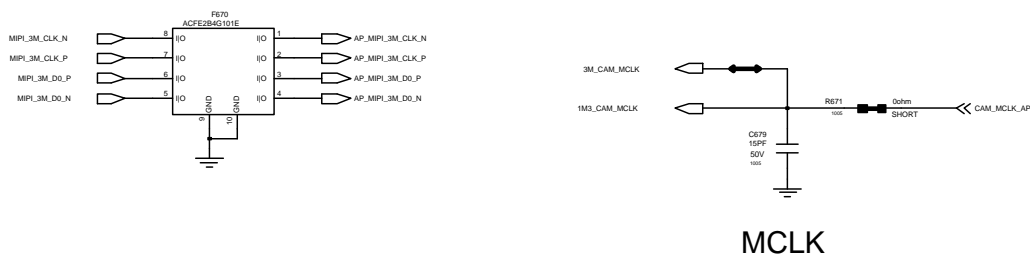 F670
ACFE2B4G101E
MIPI_3M_CLK_N 8 I|O I|O 1 AP_MIPI_3M_CLK_N
MIPI_3M_CLK_P 7 I|O I|O 2 AP_MIPI_3M_CLK_P
MIPI_3M_D0_P 6 I|O I|O 3 AP_MIPI_3M_D0_P
MIPI_3M_D0_N 5 I|O I|O 4 AP_MIPI_3M_D0_N
GND GND
9 10
3M_CAM_MCLK
1M3_CAM_MCLK
R671 0ohm
1005 SHORT
CAM_MCLK_AP
C679
15PF
50V
1005
MCLK